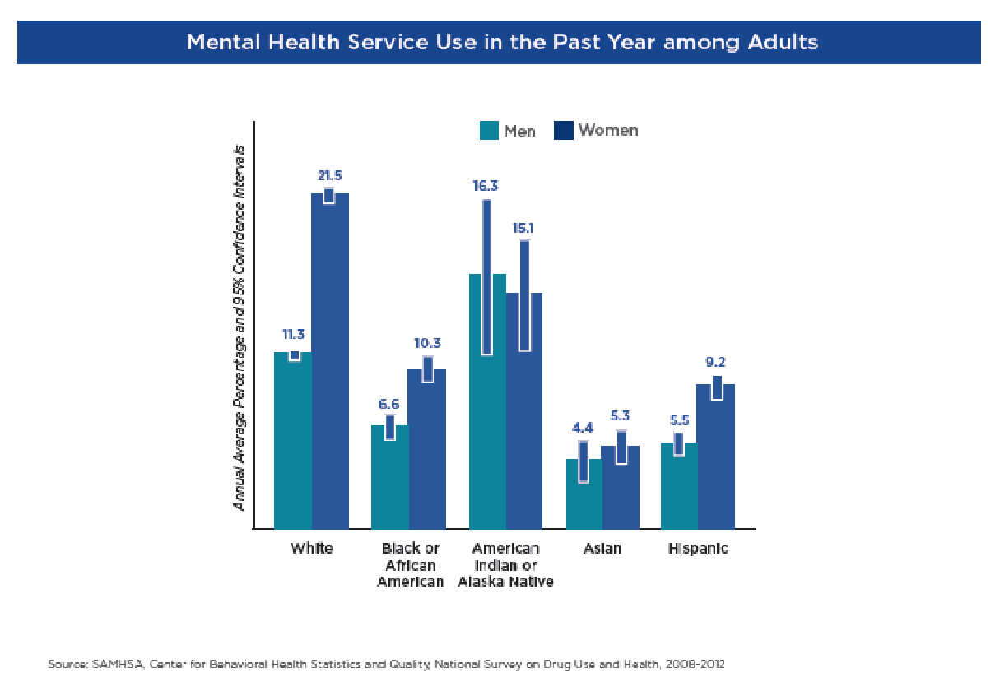 Mental Health Service Use in the Past Year among Adults
Men
Women
Annual Average Percentage and 95% Confidence Intervals
21.5
16.3
15.1
11.3
10.3
9.2
6.6
5.5
5.3
4.4
White
Black or
African
American
American
Indian or
Alaska Native
Asian
Hispanic
Source: SAMHSA, Center for Behavioral Health Statistics and Quality, National Survey on Drug Use and Health, 2008-2012